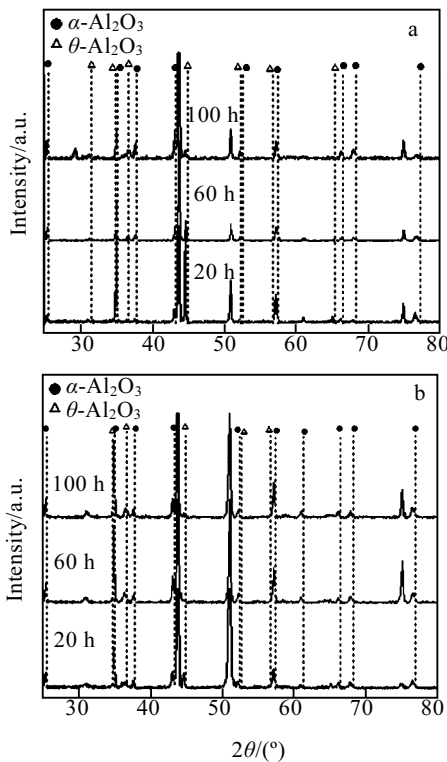 ● α-Al2O3
△ θ-Al2O3
a
100 h
60 h
20 h
Intensity/a.u.
30 40 50 60 70 80
● α-Al2O3
△ θ-Al2O3
b
100 h
60 h
20 h
Intensity/a.u.
30 40 50 60 70 80
2θ/(º)